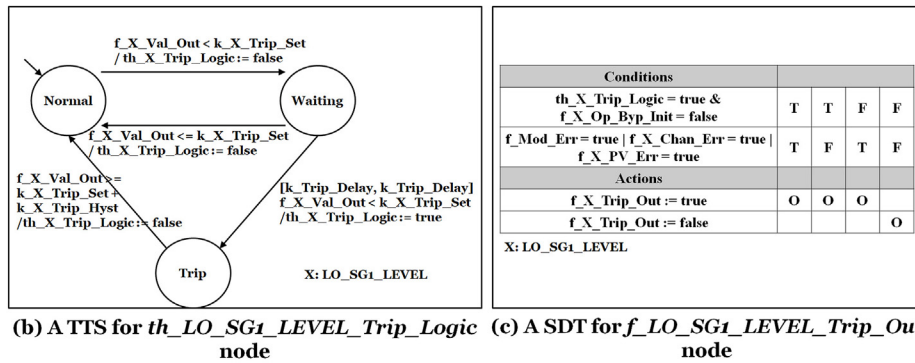 f_X_Val_Out < k_X_Trip_Set
/ th_X_Trip_Logic := false
Normal
Waiting
f_X_Val_Out <= k_X_Trip_Set
/ th_X_Trip_Logic := false
f_X_Val_Out >=
k_X_Trip_Set +
k_X_Trip_Hyst
/th_X_Trip_Logic := false
[k_Trip_Delay, k_Trip_Delay]
f_X_Val_Out < k_X_Trip_Set
/th_X_Trip_Logic := true
Trip
X: LO_SG1_LEVEL
(b) A TTS for th_LO_SG1_LEVEL_Trip_Logic
node
Conditions
th_X_Trip_Logic = true &
f_X_Op_Byp_Init = false
T T F F
f_Mod_Err = true | f_X_Chan_Err = true |
f_X_PV_Err = true
T F T F
Actions
f_X_Trip_Out := true O O O
f_X_Trip_Out := false O
X: LO_SG1_LEVEL
(c) A SDT for f_LO_SG1_LEVEL_Trip_Ou
node